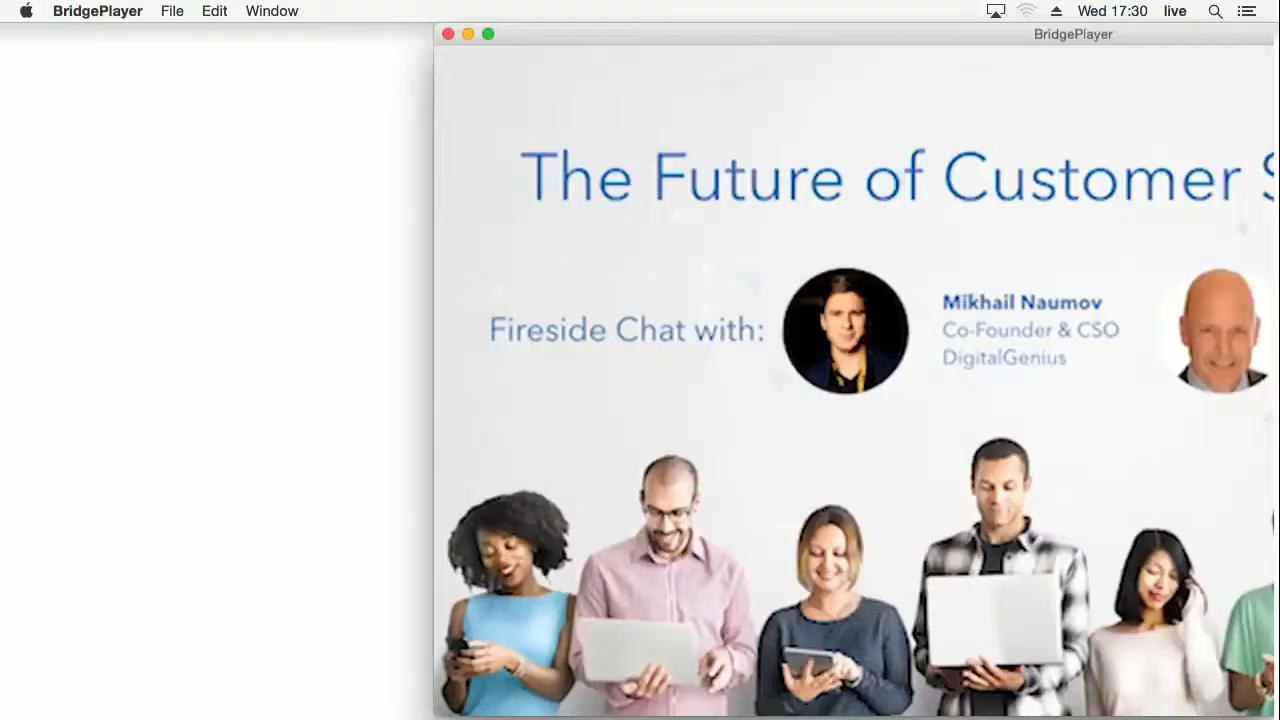 BridgePlayer File Edit Window Wed 17:30 live
BridgePlayer
The Future of Customer
Fireside Chat with:
Mikhail Naumov
Co-Founder & CSO
DigitalGenius